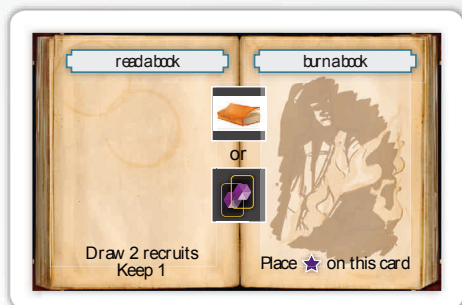 read a book
burn a book
or
Draw 2 recruits
Keep 1
Place on this card